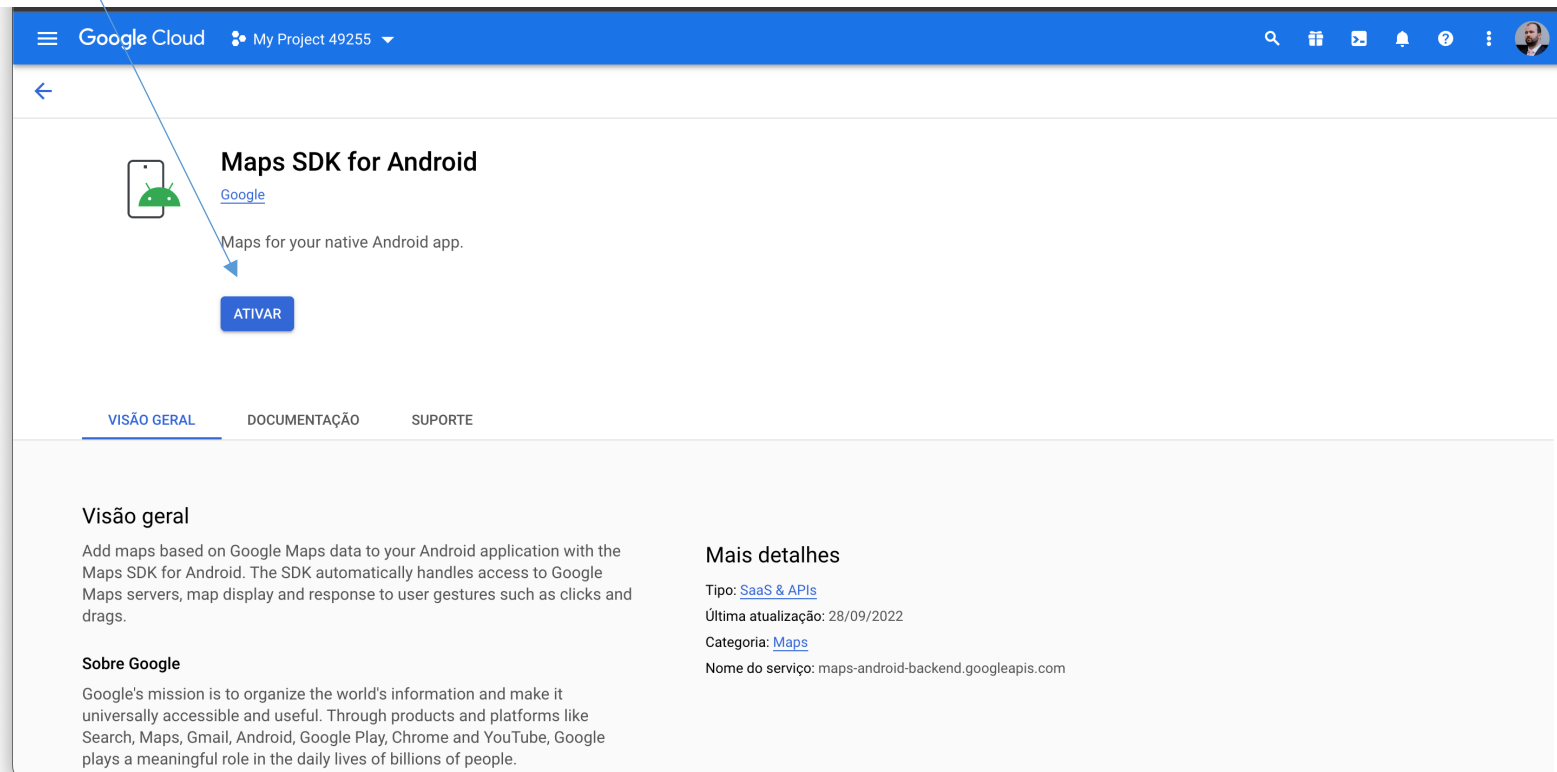 Google Cloud My Project 49255
Maps SDK for Android
Google
Maps for your native Android app.
ATIVAR
VISÃO GERAL DOCUMENTAÇÃO SUPORTE
Visão geral
Add maps based on Google Maps data to your Android application with the
Maps SDK for Android. The SDK automatically handles access to Google
Maps servers, map display and response to user gestures such as clicks and
drags.
Sobre Google
Google's mission is to organize the world's information and make it
universally accessible and useful. Through products and platforms like
Search, Maps, Gmail, Android, Google Play, Chrome and YouTube, Google
plays a meaningful role in the daily lives of billions of people.
Mais detalhes
Tipo: SaaS & APIs
Última atualização: 28/09/2022
Categoria: Maps
Nome do serviço: maps-android-backend.googleapis.com